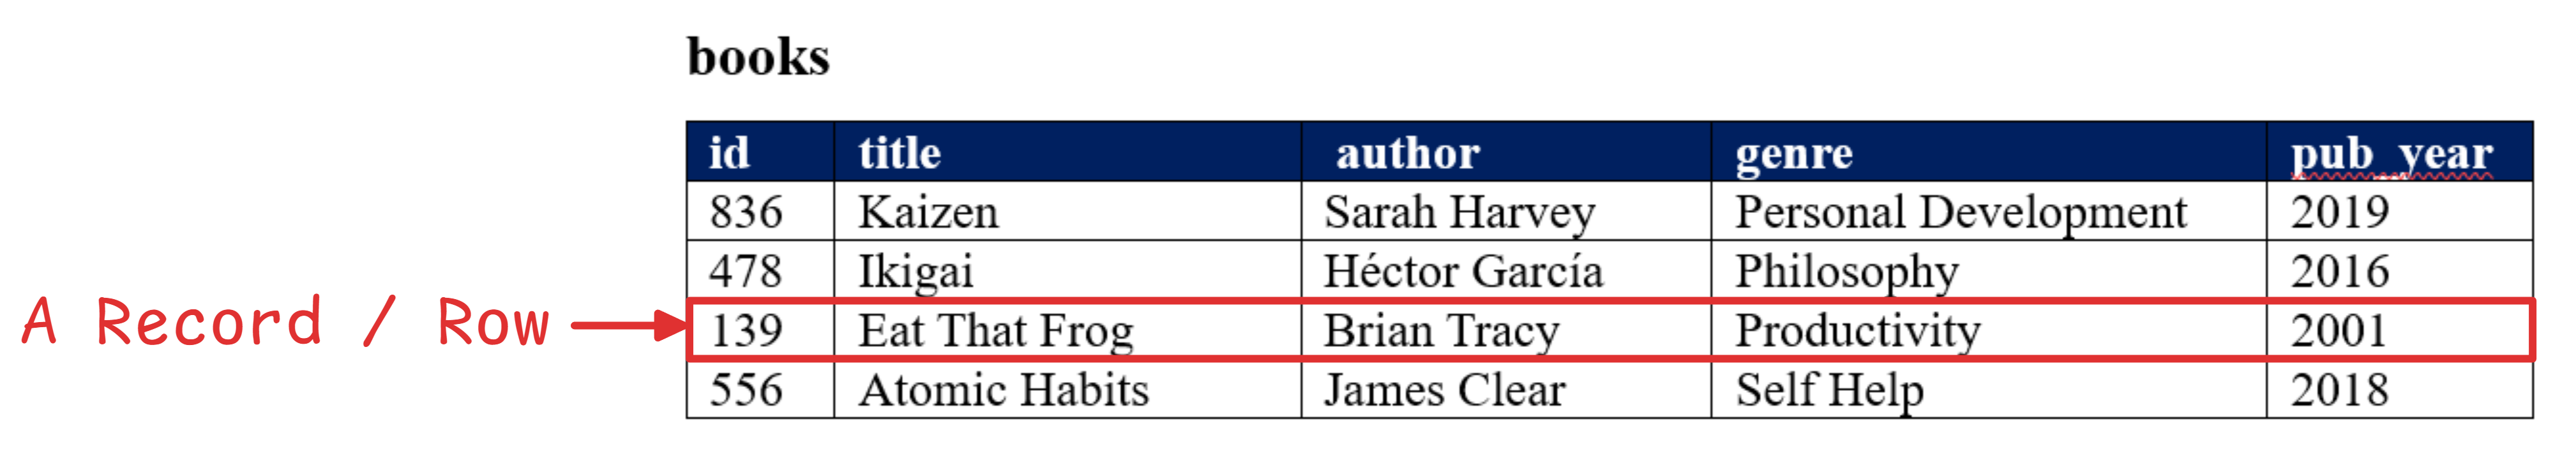 books
id title author genre pub_year
836 Kaizen Sarah Harvey Personal Development 2019
478 Ikigai Héctor García Philosophy 2016
A Record / Row 139 Eat That Frog Brian Tracy Productivity 2001
556 Atomic Habits James Clear Self Help 2018